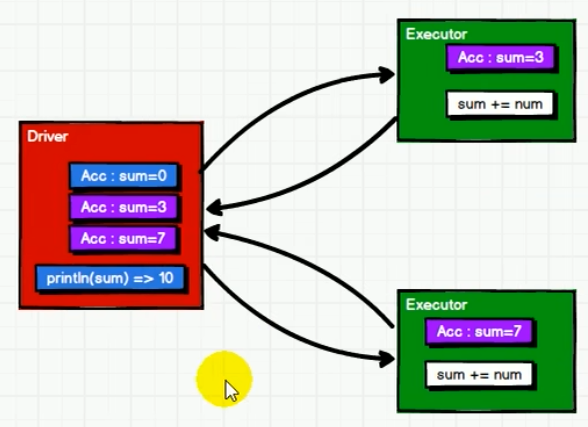 Driver
Acc : sum=0
Acc : sum=3
Acc : sum=7
println(sum) => 10
Executor
Acc : sum=3
sum += num
Executor
Acc : sum=7
sum += num